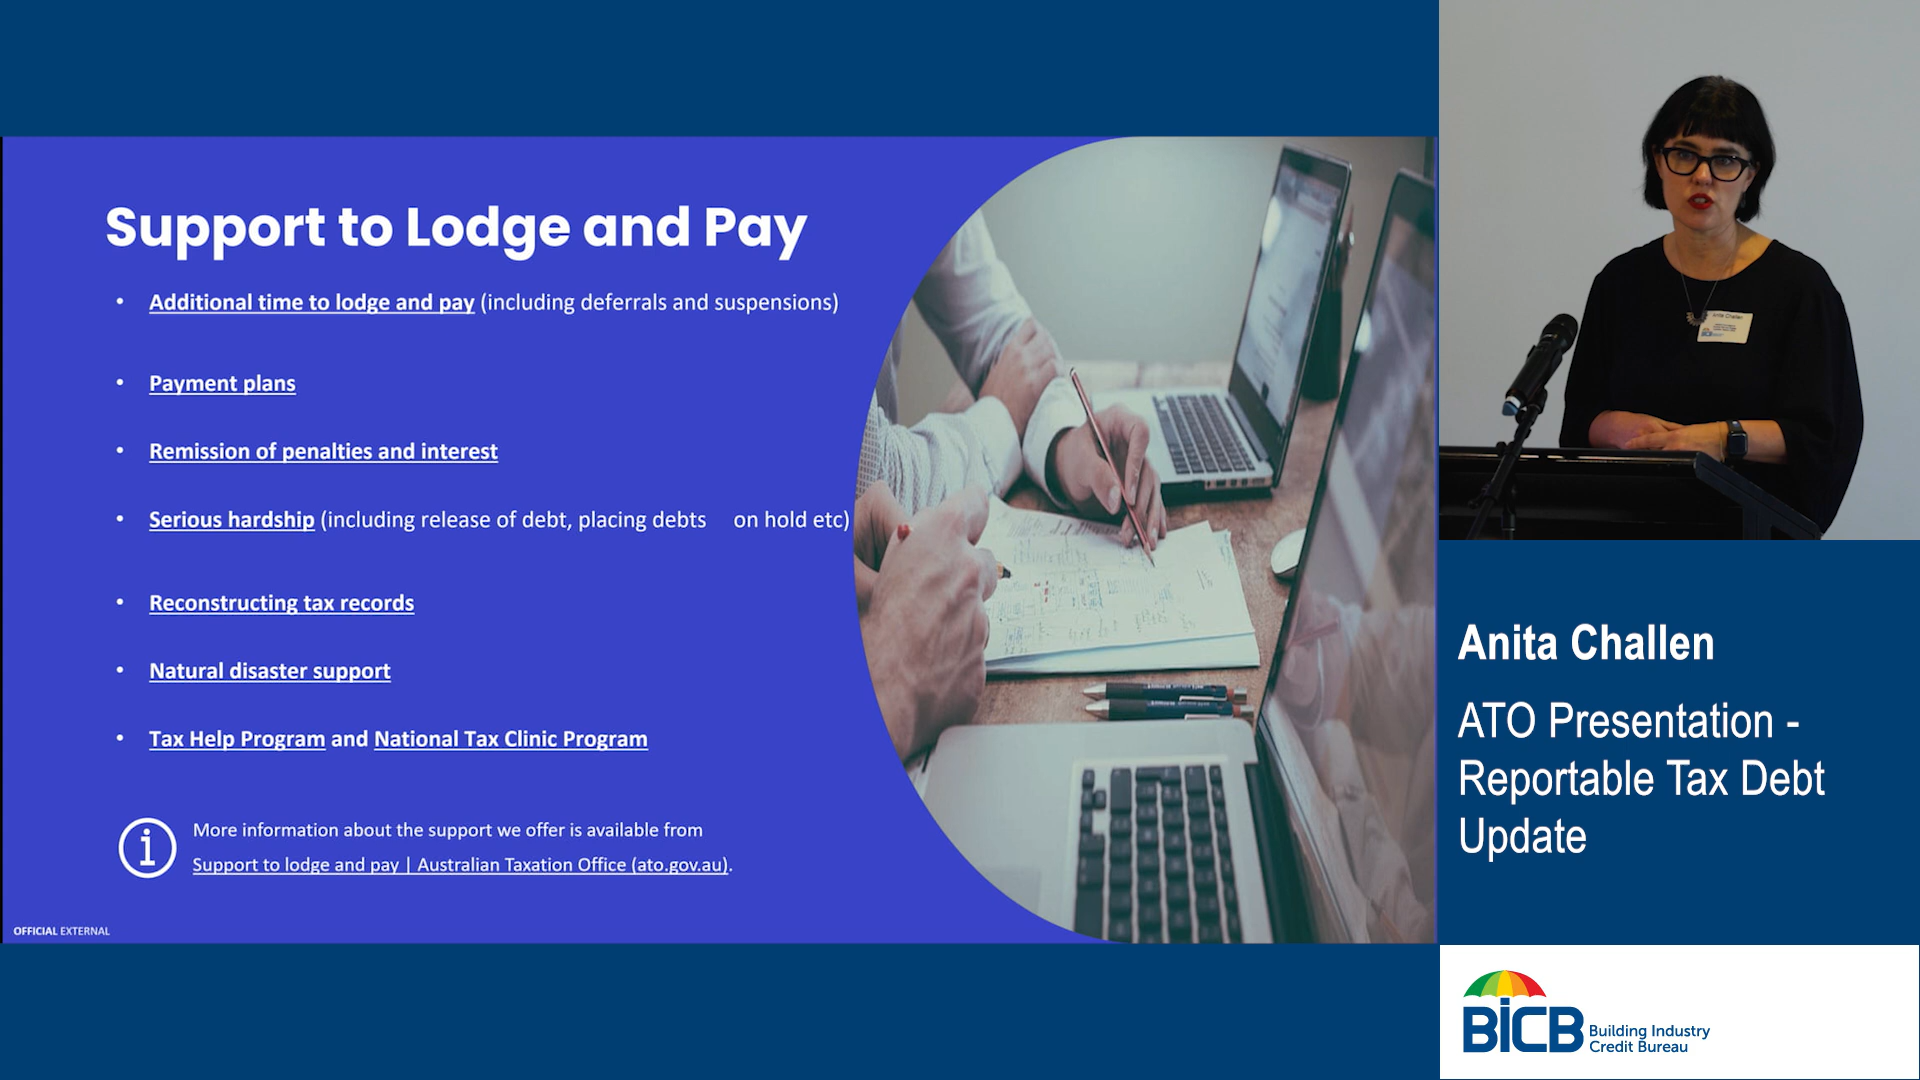 Support to Lodge and Pay
• Additional time to lodge and pay (including deferrals and suspensions)
• Payment plans
• Remission of penalties and interest
• Serious hardship (including release of debt, placing debts on hold etc)
• Reconstructing tax records
• Natural disaster support
• Tax Help Program and National Tax Clinic Program
More information about the support we offer is available from
Support to lodge and pay | Australian Taxation Office (ato.gov.au).
OFFICIAL EXTERNAL
Anita Challen
BiCB
Anita Challen
ATO Presentation -
Reportable Tax Debt
Update
BiCB Building Industry
Credit Bureau